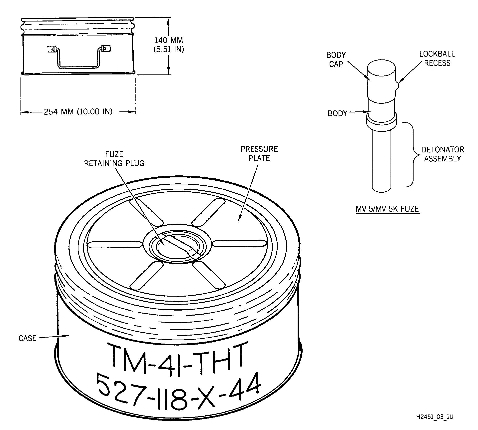 140 MM
(5.51 IN)
254 MM (10.00 IN)
BODY
CAP
LOCKBALL
RECESS
BODY
DETONATOR
ASSEMBLY
MV-5/MV-5K FUZE
FUZE
RETAINING PLUG
PRESSURE
PLATE
CASE
TM-41-THT
527-118-X-44